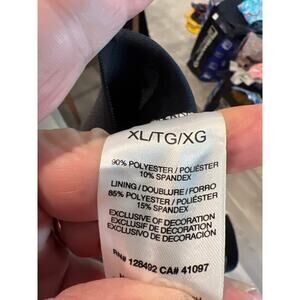 XL/TG/XG
90% POLYESTER / POLIÉSTER
10% SPANDEX
LINING / DOUBLURE / FORRO
85% POLYESTER / POLIÉSTER
15% SPANDEX
EXCLUSIVE OF DECORATION
EXCLUSIF DE DÉCORATION
EXCLUSIVO DE DECORACIÓN
RN# 128492 CA# 41097